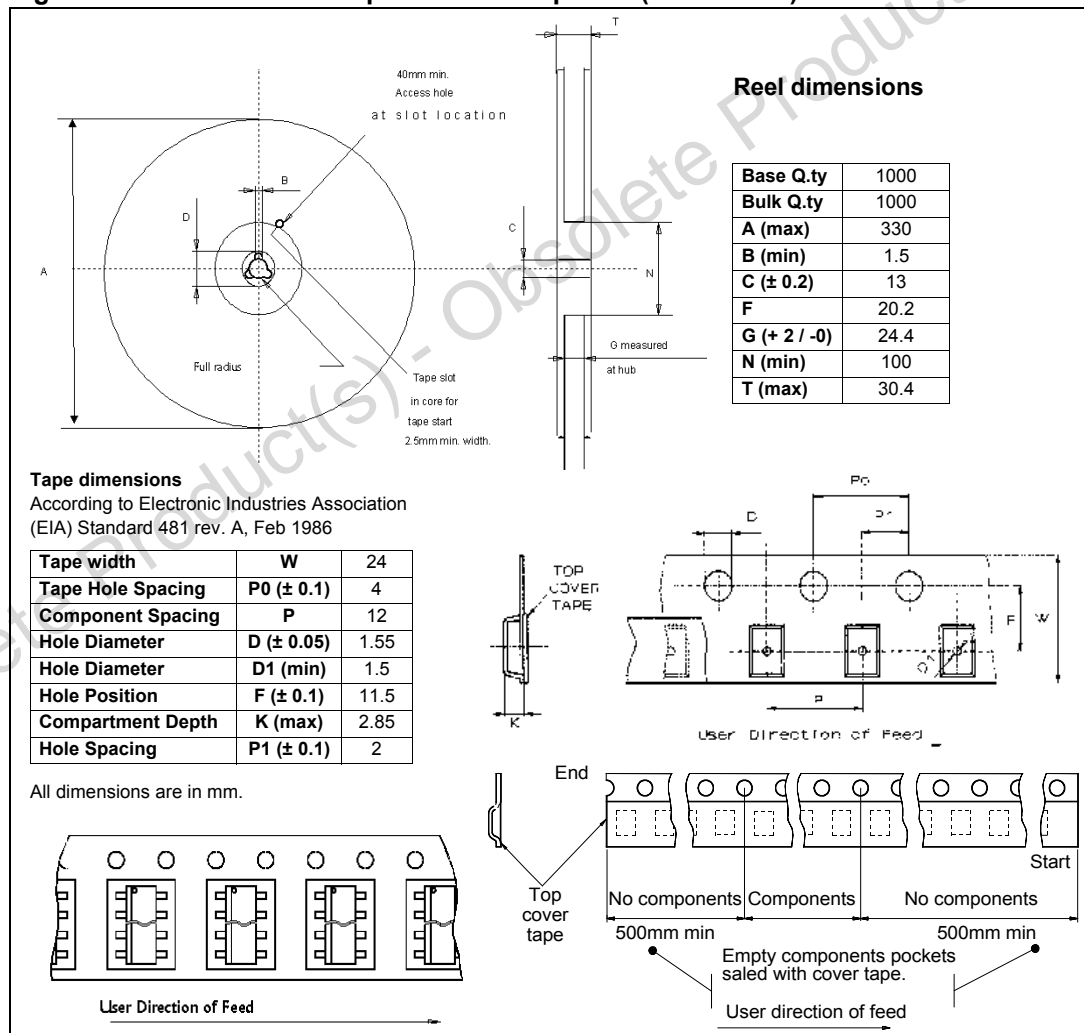 T
40mm min.
Access hole
at slot location
Reel dimensions
B
D
C
A
N
Base Q.ty 1000
Bulk Q.ty 1000
A (max) 330
B (min) 1.5
C (± 0.2) 13
F 20.2
G (+ 2 / -0) 24.4
N (min) 100
T (max) 30.4
G measured
at hub
Full radius
Tape slot
in core for
tape start
2.5mm min. width.
Obsolete Product(s) - Obsolete Product
Tape dimensions
According to Electronic Industries Association
(EIA) Standard 481 rev. A, Feb 1986
Tape width W 24
Tape Hole Spacing P0 (± 0.1) 4
Component Spacing P 12
Hole Diameter D (± 0.05) 1.55
Hole Diameter D1 (min) 1.5
Hole Position F (± 0.1) 11.5
Compartment Depth K (max) 2.85
Hole Spacing P1 (± 0.1) 2
All dimensions are in mm.
Po
D
P1
TOP
COVER
TAPE
F
W
D1
K
P
User Direction of Feed
End
Start
Top
cover
tape
No components
Components
No components
500mm min
500mm min
Empty components pockets
saled with cover tape.
User direction of feed
User Direction of Feed